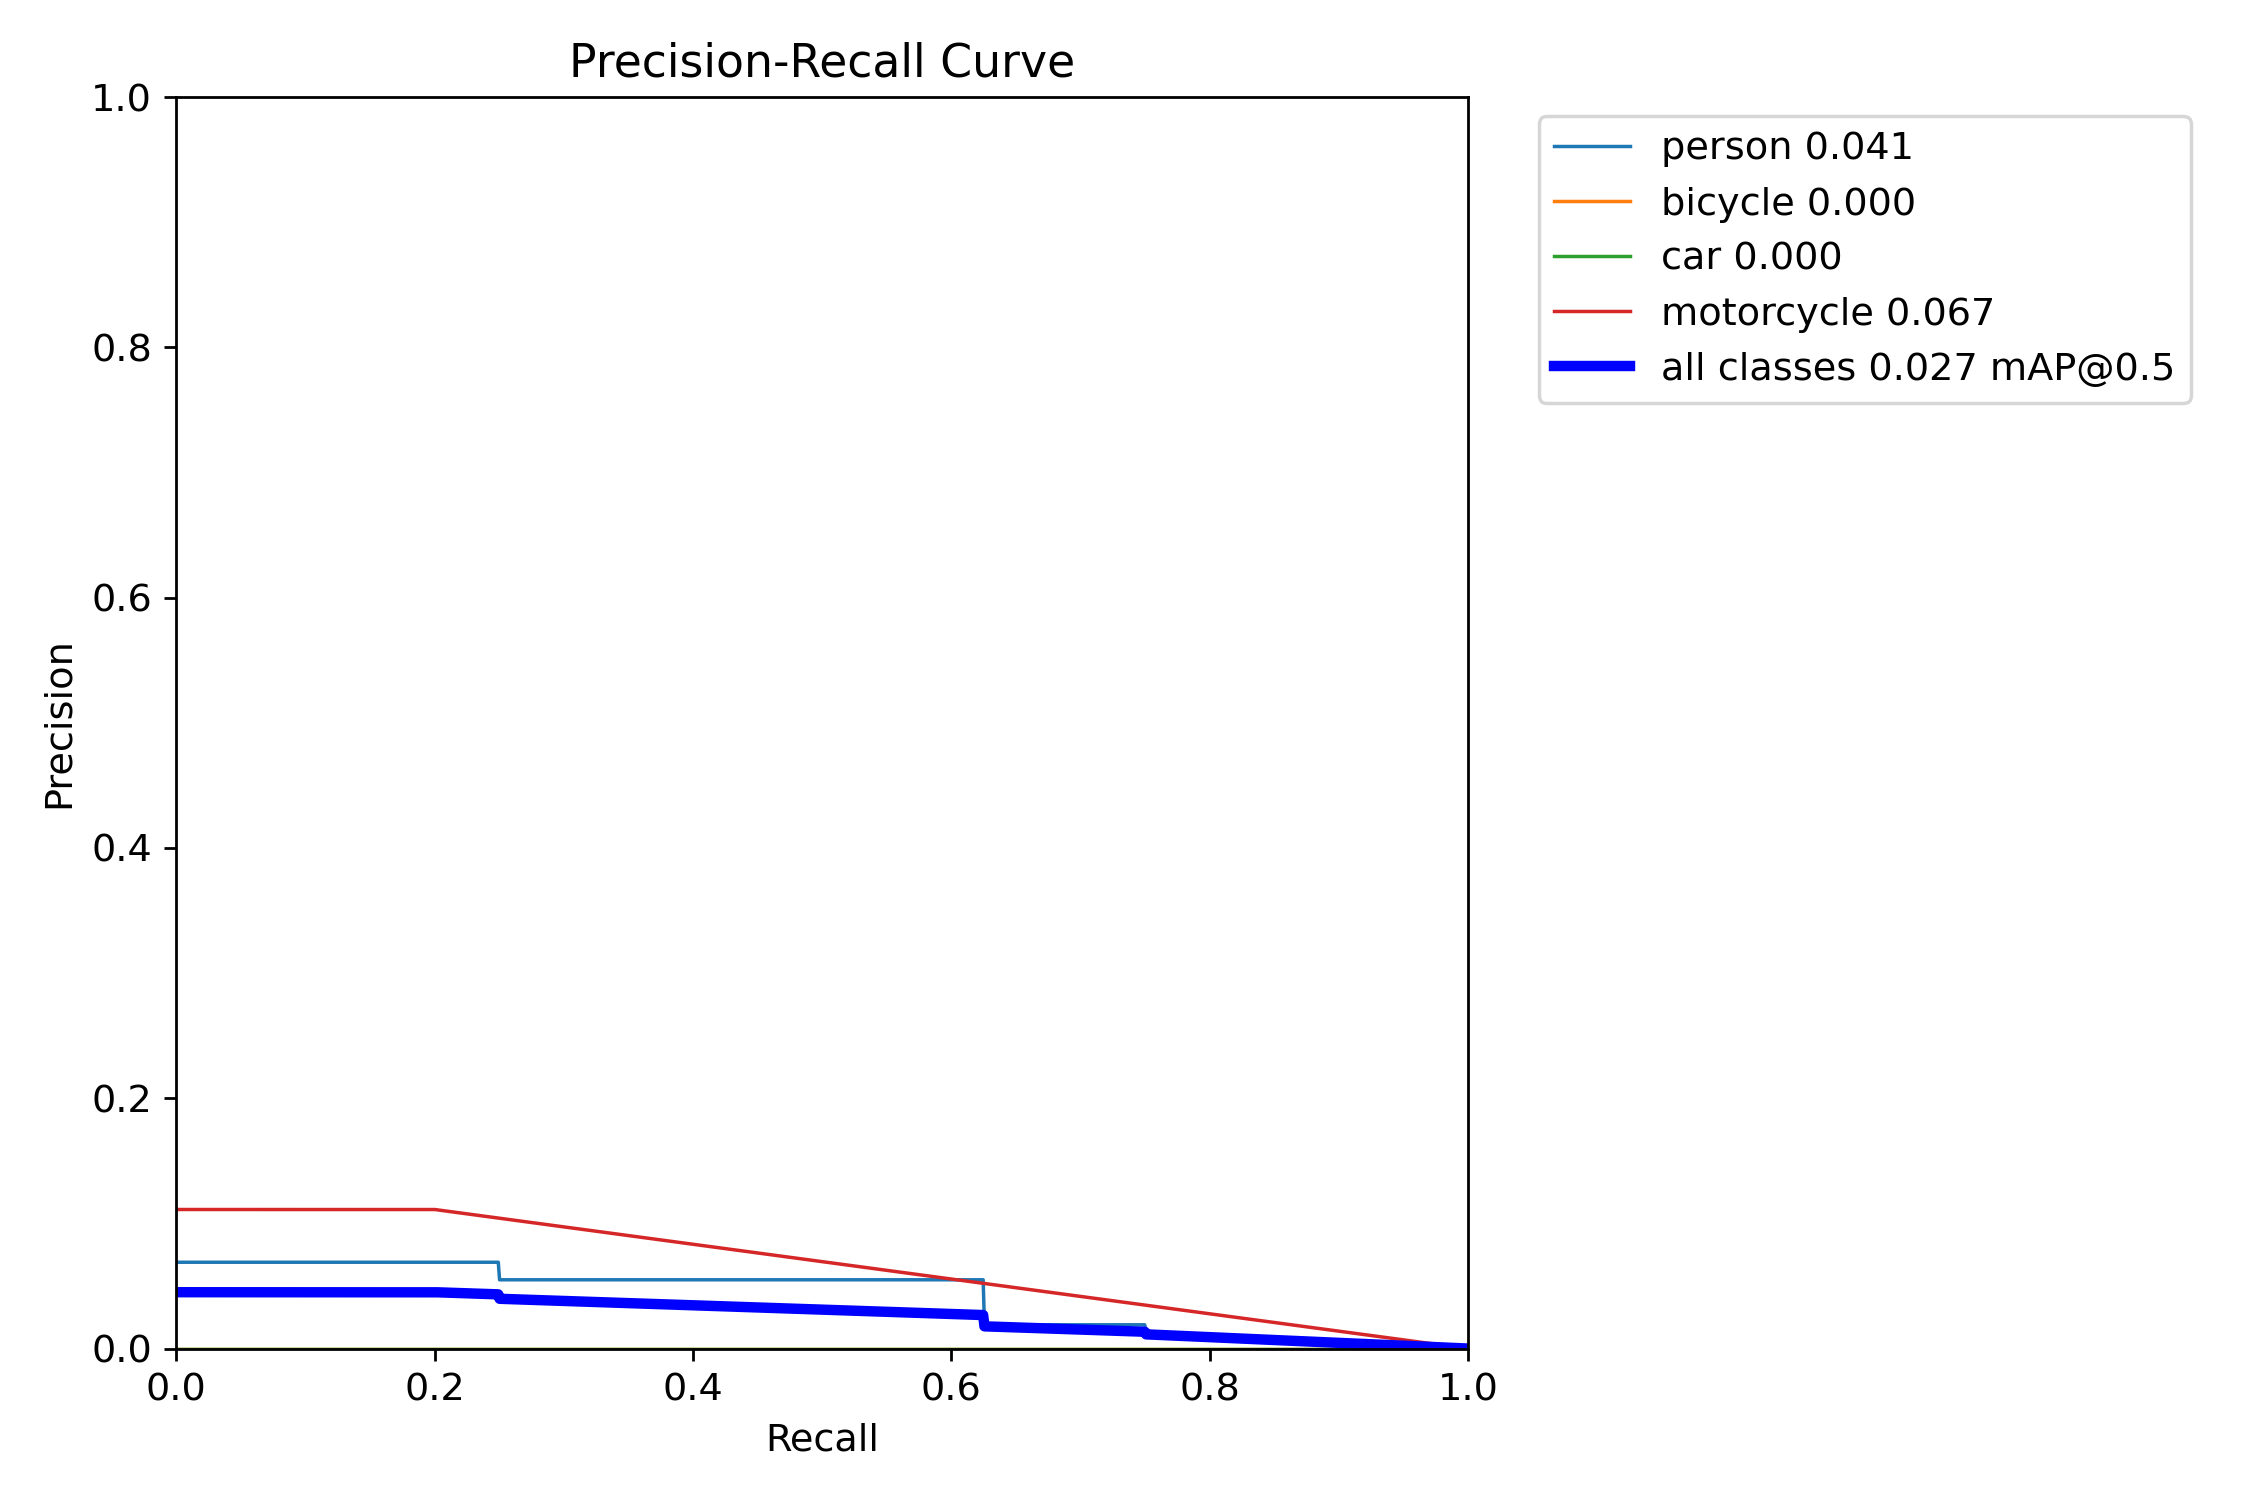 Precision-Recall Curve
1.0
0.8
0.6
0.4
0.2
0.0
Precision
0.0 0.2 0.4 0.6 0.8 1.0
Recall
person 0.041
bicycle 0.000
car 0.000
motorcycle 0.067
all classes 0.027 mAP@0.5